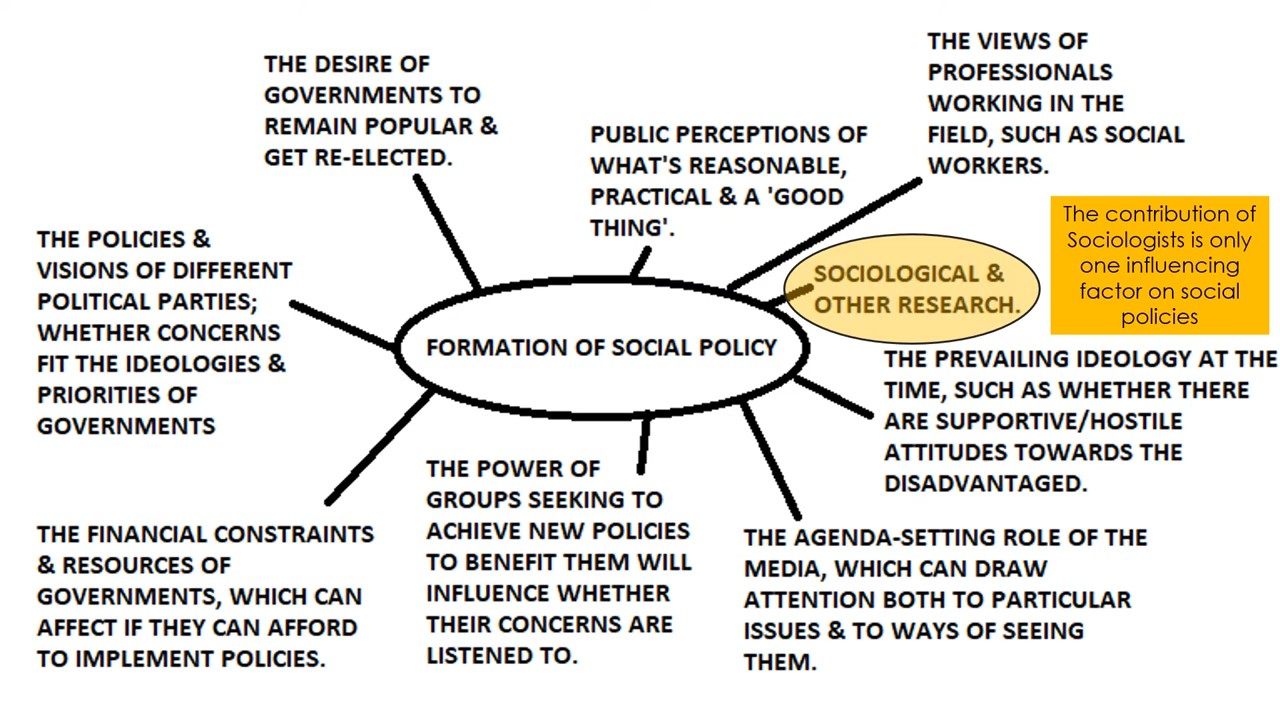 THE DESIRE OF
GOVERNMENTS TO
REMAIN POPULAR &
GET RE-ELECTED.
PUBLIC PERCEPTIONS OF
WHAT'S REASONABLE,
PRACTICAL & A 'GOOD
THING'.
THE VIEWS OF
PROFESSIONALS
WORKING IN THE
FIELD, SUCH AS SOCIAL
WORKERS.
The contribution of
Sociologists is only
one influencing
factor on social
policies
SOCIOLOGICAL &
OTHER RESEARCH.
THE POLICIES &
VISIONS OF DIFFERENT
POLITICAL PARTIES;
WHETHER CONCERNS
FIT THE IDEOLOGIES &
PRIORITIES OF
GOVERNMENTS
FORMATION OF SOCIAL POLICY
THE PREVAILING IDEOLOGY AT THE
TIME, SUCH AS WHETHER THERE
ARE SUPPORTIVE/HOSTILE
ATTITUDES TOWARDS THE
DISADVANTAGED.
THE FINANCIAL CONSTRAINTS
& RESOURCES OF
GOVERNMENTS, WHICH CAN
AFFECT IF THEY CAN AFFORD
TO IMPLEMENT POLICIES.
THE POWER OF
GROUPS SEEKING TO
ACHIEVE NEW POLICIES
TO BENEFIT THEM WILL
INFLUENCE WHETHER
THEIR CONCERNS ARE
LISTENED TO.
THE AGENDA-SETTING ROLE OF THE
MEDIA, WHICH CAN DRAW
ATTENTION BOTH TO PARTICULAR
ISSUES & TO WAYS OF SEEING
THEM.